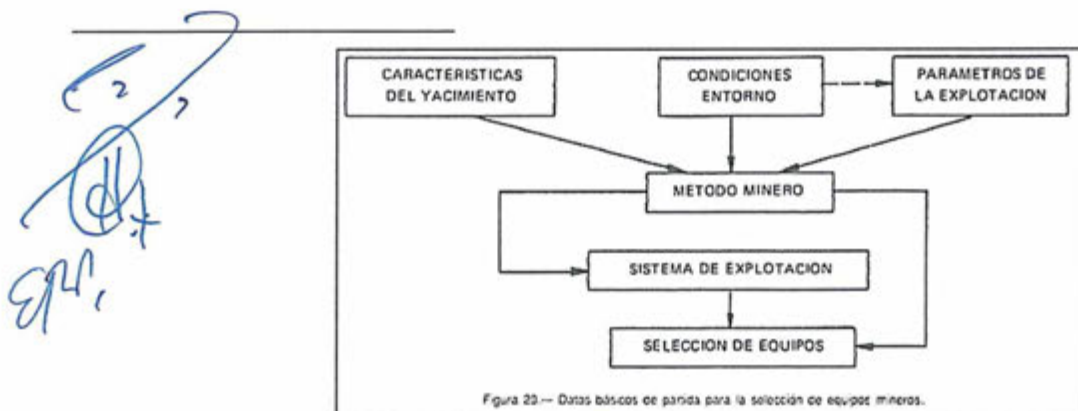 CARACTERISTICAS
DEL YACIMIENTO
CONDICIONES
ENTORNO
PARAMETROS DE
LA EXPLOTACION
METODO MINERO
SISTEMA DE EXPLOTACION
SELECCION DE EQUIPOS
Figura 20.— Datos básicos de partida para la selección de equipos mineros.